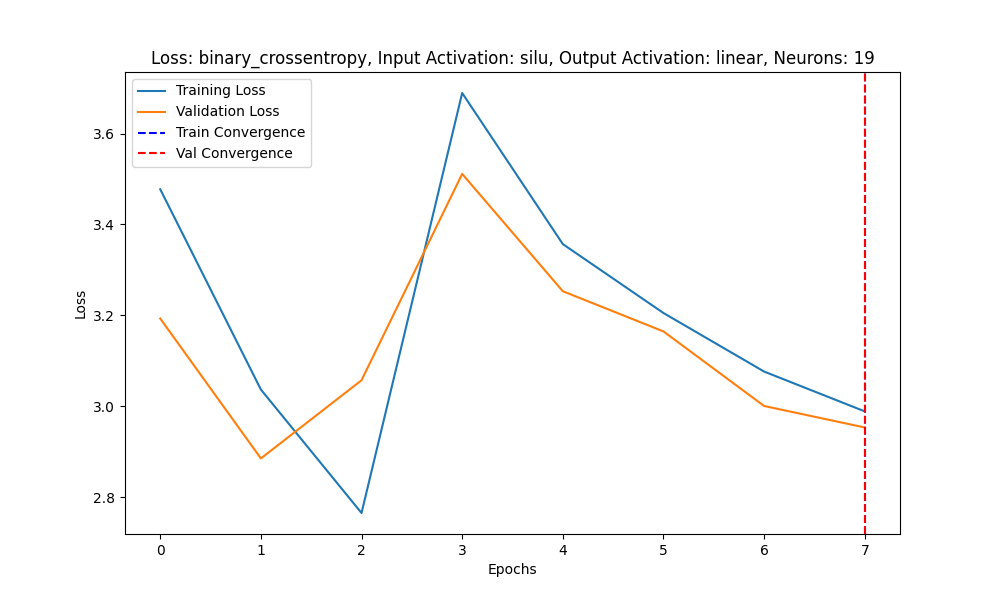 Loss: binary_crossentropy, Input Activation: silu, Output Activation: linear, Neurons: 19
Training Loss
Validation Loss
Train Convergence
Val Convergence
3.6
3.4
3.2
3.0
2.8
Loss
0 1 2 3 4 5 6 7
Epochs